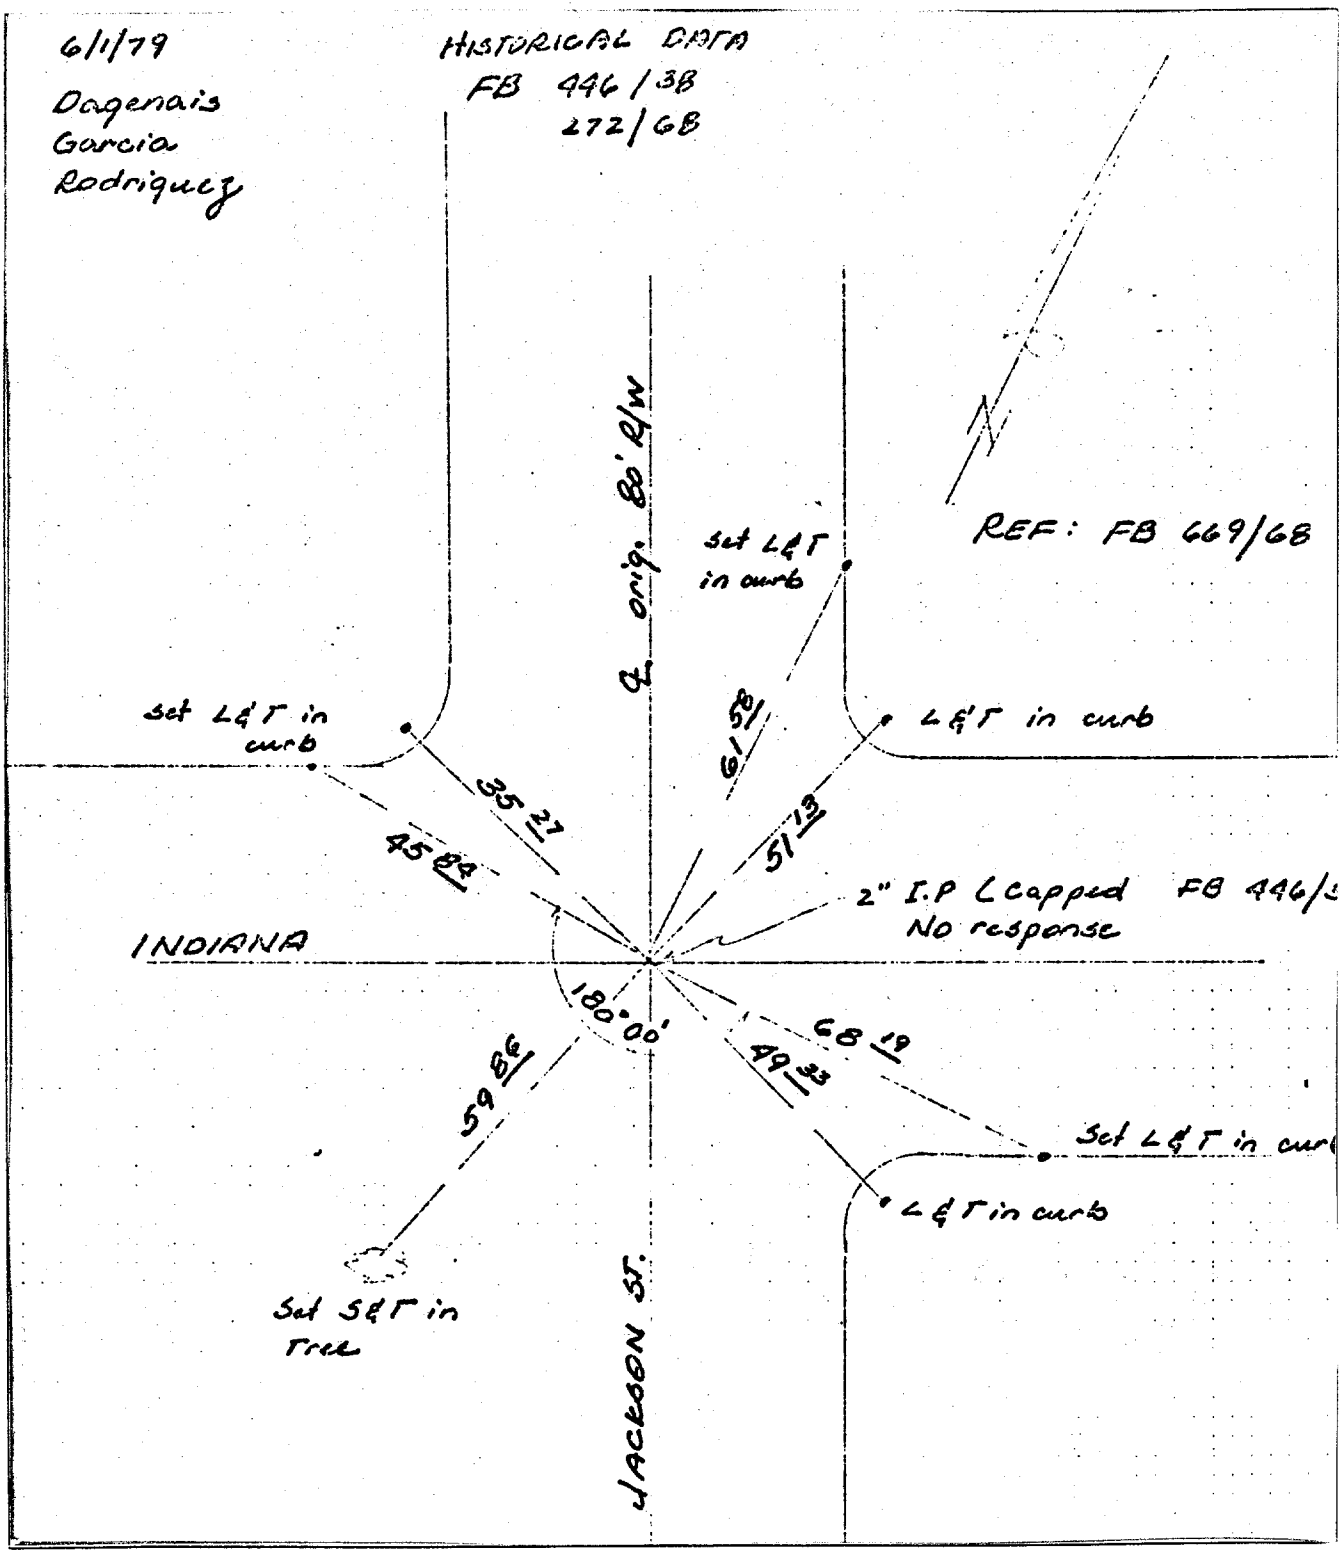 6/1/79
Dagenais
Garcia
Rodriquez
HISTORICAL DATA
FB 446/38
272/68
N
REF: FB 669/68
℄ orig. 80' R/W
set L&T
in curb
61 50
L&T in curb
51 13
set L&T in
curb
35 27
45 84
2" I.P L capped FB 446/3
No response
INDIANA
180°00'
68 19
49 33
59 86
Set L&T in curb
L&T in curb
Set S&T in
Tree
JACKSON ST.